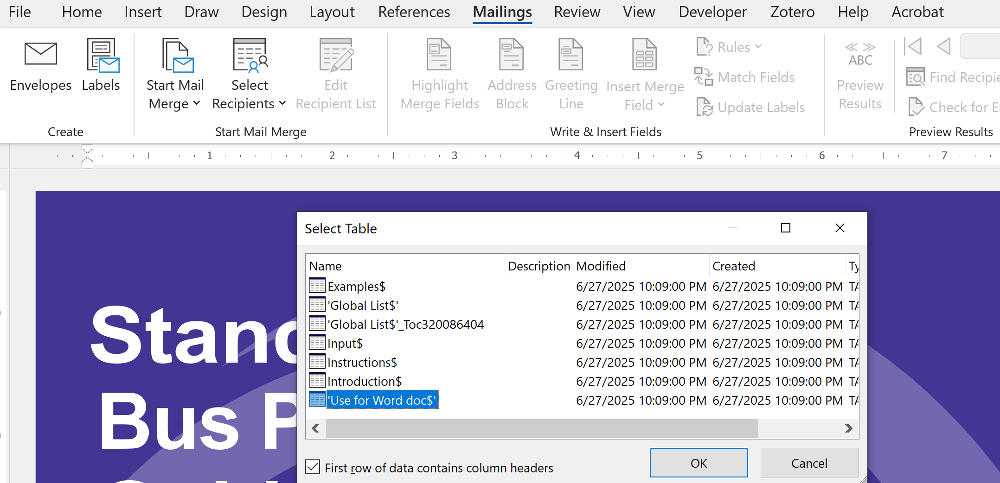 File Home Insert Draw Design Layout References Mailings Review View Developer Zotero Help Acrobat
Envelopes
Labels
Create
Start Mail
Merge
Select
Recipients
Edit
Recipient List
Start Mail Merge
Highlight
Merge Fields
Address
Block
Greeting
Line
Insert Merge
Field
Rules
Match Fields
Update Labels
Write & Insert Fields
ABC
Preview
Results
Find
Check for
Preview Results
1 2 3 4 5 6 7
Bus
Select Table
Name Description Modified Created
Examples$ 6/27/2025 10:09:00 PM 6/27/2025 10:09:00 PM
'Global List$' 6/27/2025 10:09:00 PM 6/27/2025 10:09:00 PM
'Global List$'_Toc320086404 6/27/2025 10:09:00 PM 6/27/2025 10:09:00 PM
Input$ 6/27/2025 10:09:00 PM 6/27/2025 10:09:00 PM
Instructions$ 6/27/2025 10:09:00 PM 6/27/2025 10:09:00 PM
Introduction$ 6/27/2025 10:09:00 PM 6/27/2025 10:09:00 PM
'Use for Word doc$' 6/27/2025 10:09:00 PM 6/27/2025 10:09:00 PM
First row of data contains column headers
OK
Cancel